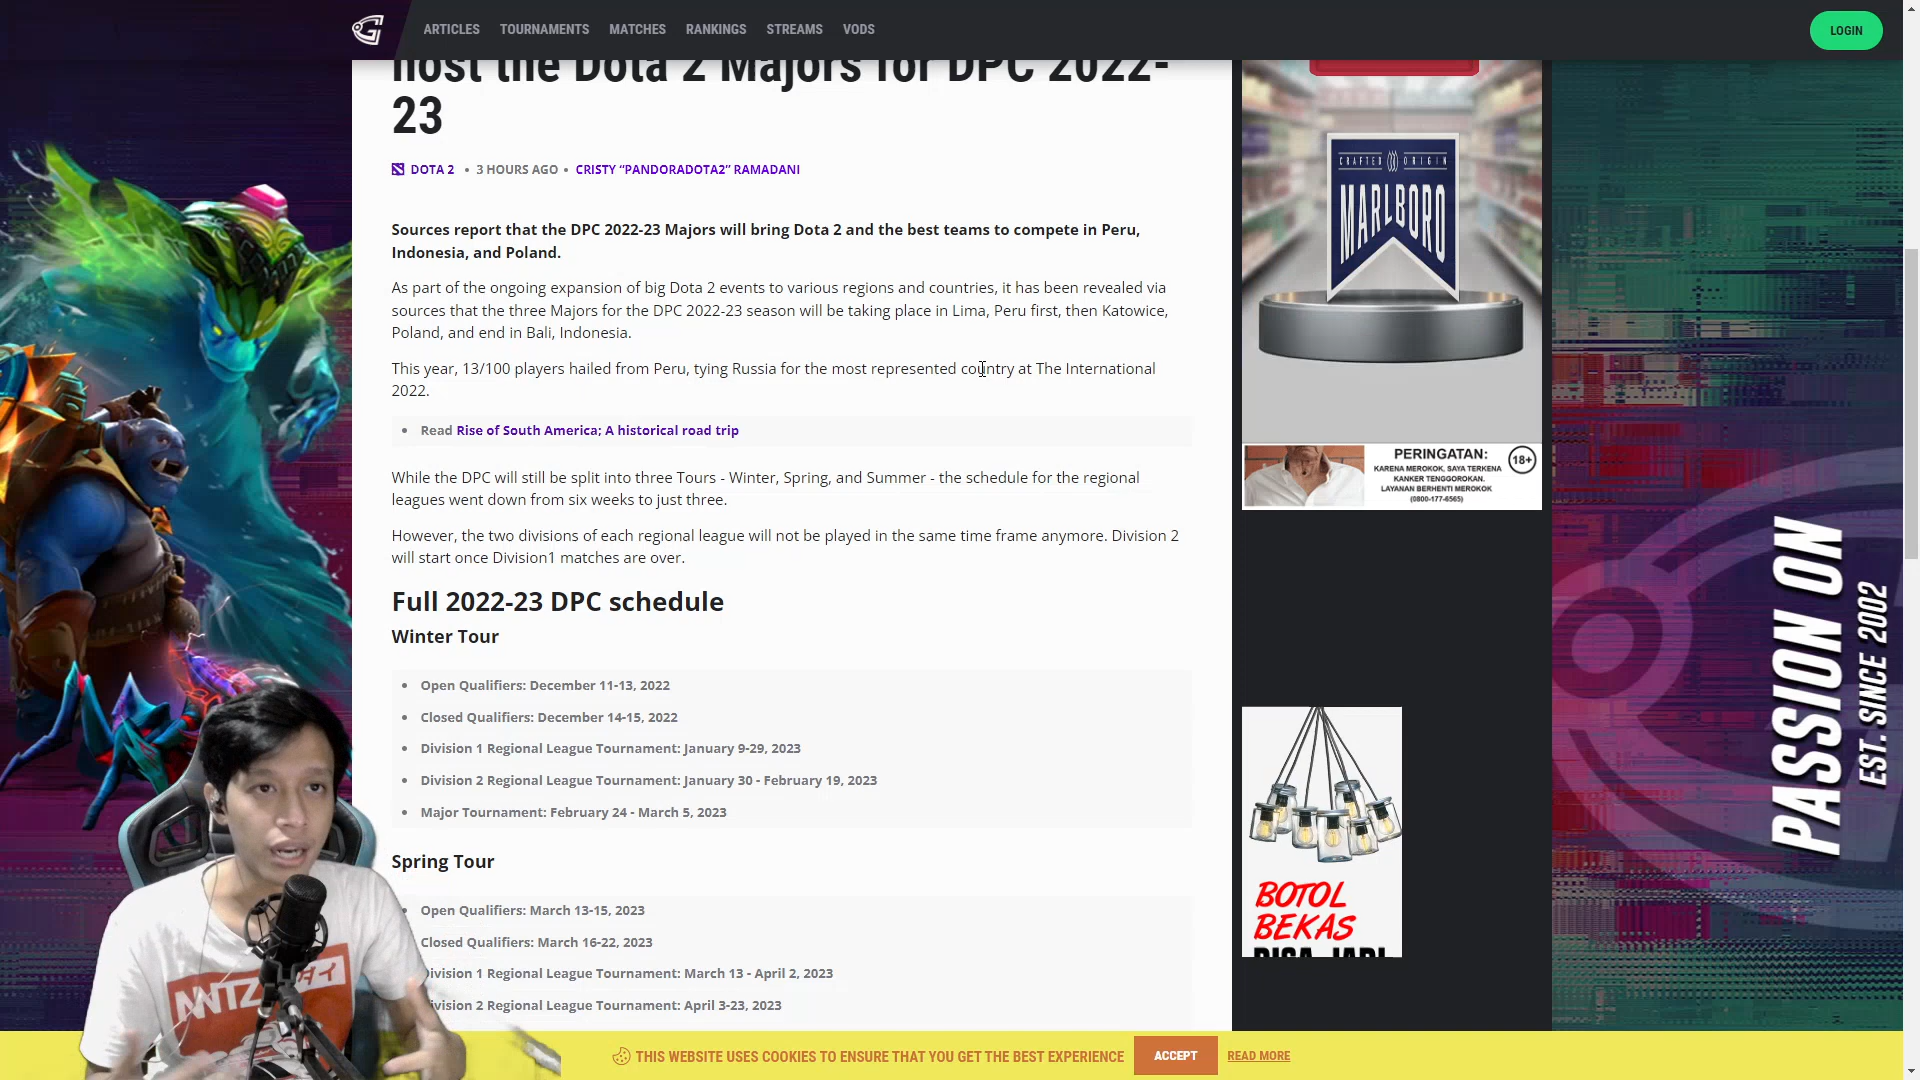 ARTICLES TOURNAMENTS MATCHES RANKINGS STREAMS VODS
LOGIN
host the Dota 2 Majors for DPC 2022-
23
DOTA 2 • 3 HOURS AGO • CRISTY “PANDORADOTA2” RAMADANI
Sources report that the DPC 2022-23 Majors will bring Dota 2 and the best teams to compete in Peru,
Indonesia, and Poland.
As part of the ongoing expansion of big Dota 2 events to various regions and countries, it has been revealed via
sources that the three Majors for the DPC 2022-23 season will be taking place in Lima, Peru first, then Katowice,
Poland, and end in Bali, Indonesia.
This year, 13/100 players hailed from Peru, tying Russia for the most represented country at The International
2022.
• Read Rise of South America; A historical road trip
While the DPC will still be split into three Tours - Winter, Spring, and Summer - the schedule for the regional
leagues went down from six weeks to just three.
However, the two divisions of each regional league will not be played in the same time frame anymore. Division 2
will start once Division1 matches are over.
Full 2022-23 DPC schedule
Winter Tour
• Open Qualifiers: December 11-13, 2022
• Closed Qualifiers: December 14-15, 2022
• Division 1 Regional League Tournament: January 9-29, 2023
• Division 2 Regional League Tournament: January 30 - February 19, 2023
• Major Tournament: February 24 - March 5, 2023
Spring Tour
• Open Qualifiers: March 13-15, 2023
Closed Qualifiers: March 16-22, 2023
Division 1 Regional League Tournament: March 13 - April 2, 2023
Division 2 Regional League Tournament: April 3-23, 2023
CRAFTED ORIGIN
MARLBORO
PERINGATAN:
KARENA MEROKOK, SAYA TERKENA
KANKER TENGGOROKAN.
LAYANAN BERHENTI MEROKOK
(0800-177-6565)
18+
BOTOL
BEKAS
BISA JADI
PASSION ON
EST. SINCE 2002
THIS WEBSITE USES COOKIES TO ENSURE THAT YOU GET THE BEST EXPERIENCE ACCEPT READ MORE